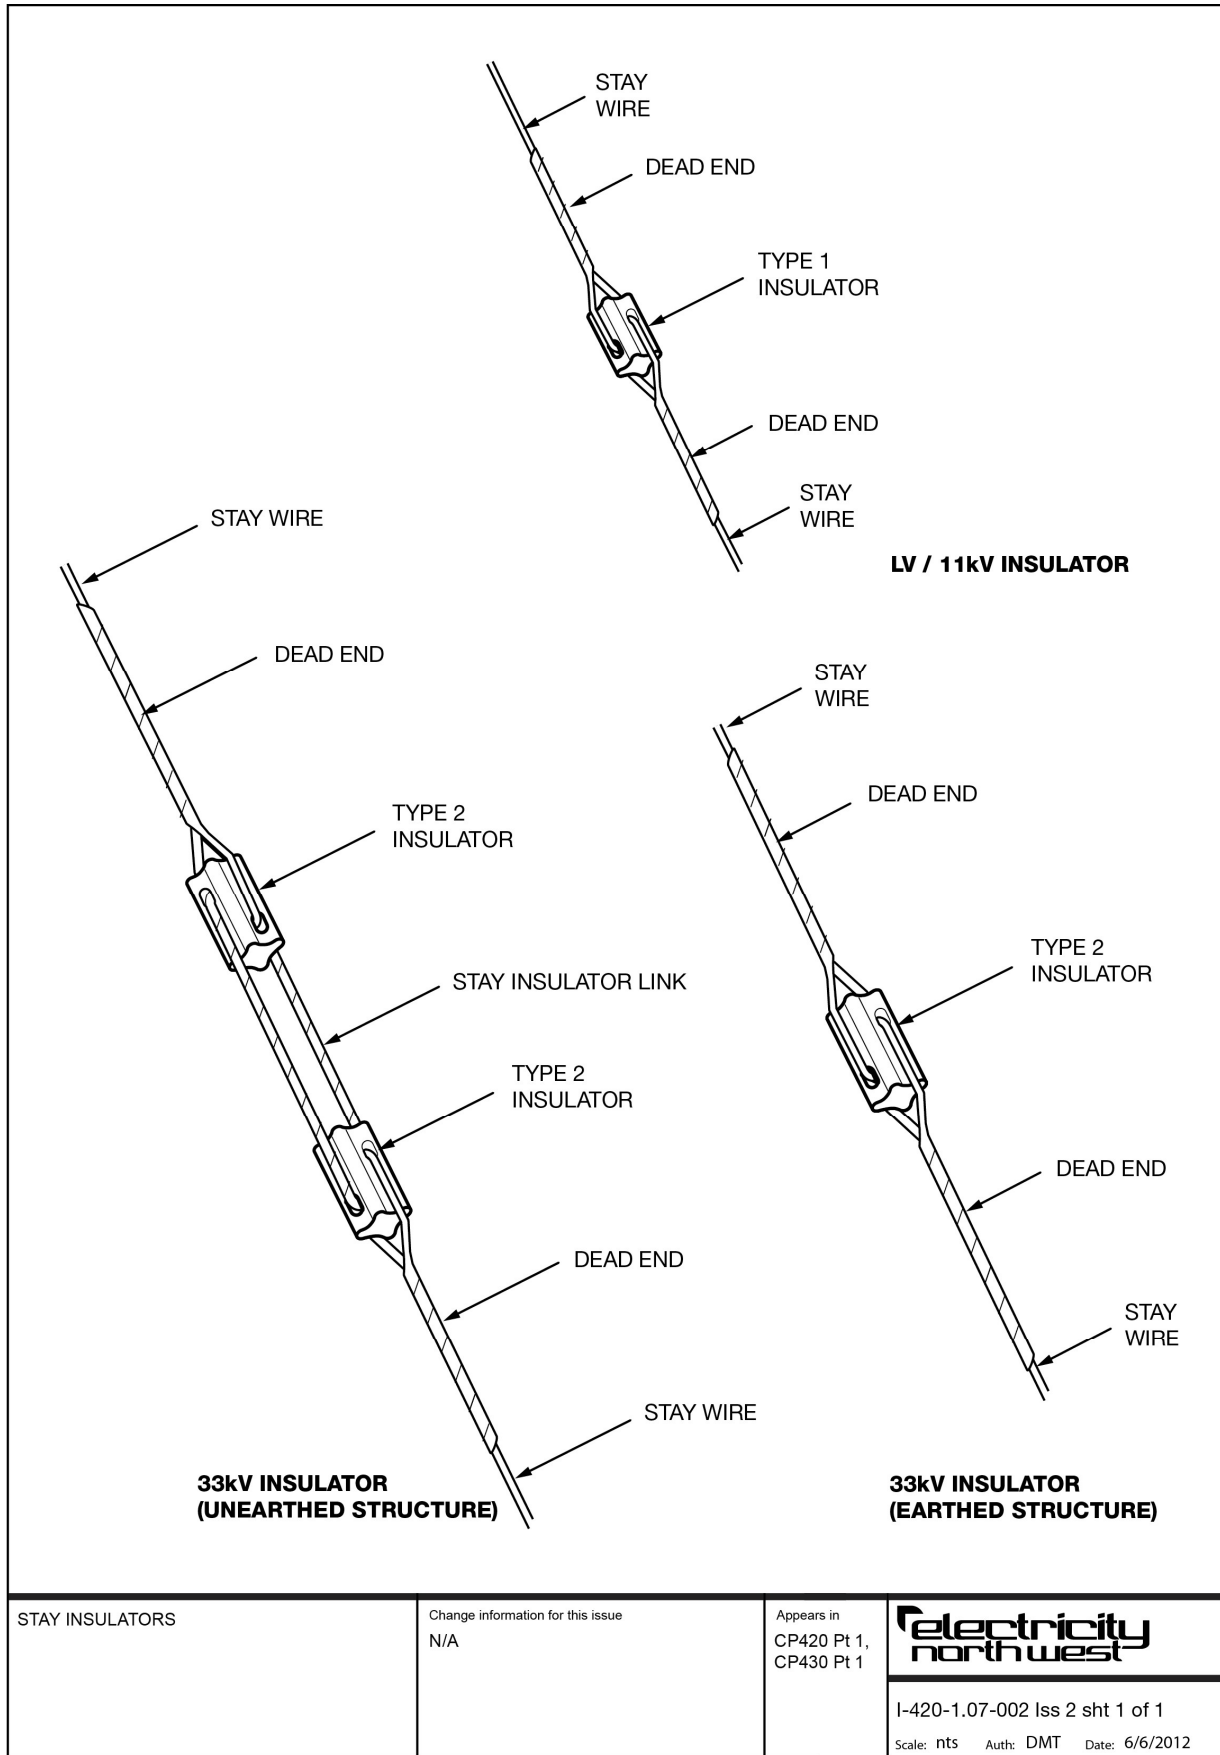 STAY
WIRE
DEAD END
TYPE 1
INSULATOR
DEAD END
STAY
WIRE
LV / 11kV INSULATOR
STAY WIRE
DEAD END
TYPE 2
INSULATOR
STAY INSULATOR LINK
TYPE 2
INSULATOR
DEAD END
STAY WIRE
33kV INSULATOR
(UNEARTHED STRUCTURE)
STAY
WIRE
DEAD END
TYPE 2
INSULATOR
DEAD END
STAY
WIRE
33kV INSULATOR
(EARTHED STRUCTURE)
STAY INSULATORS
Change information for this issue
N/A
Appears in
CP420 Pt 1,
CP430 Pt 1
electricity
northwest
I-420-1.07-002 Iss 2 sht 1 of 1
Scale: nts Auth: DMT Date: 6/6/2012